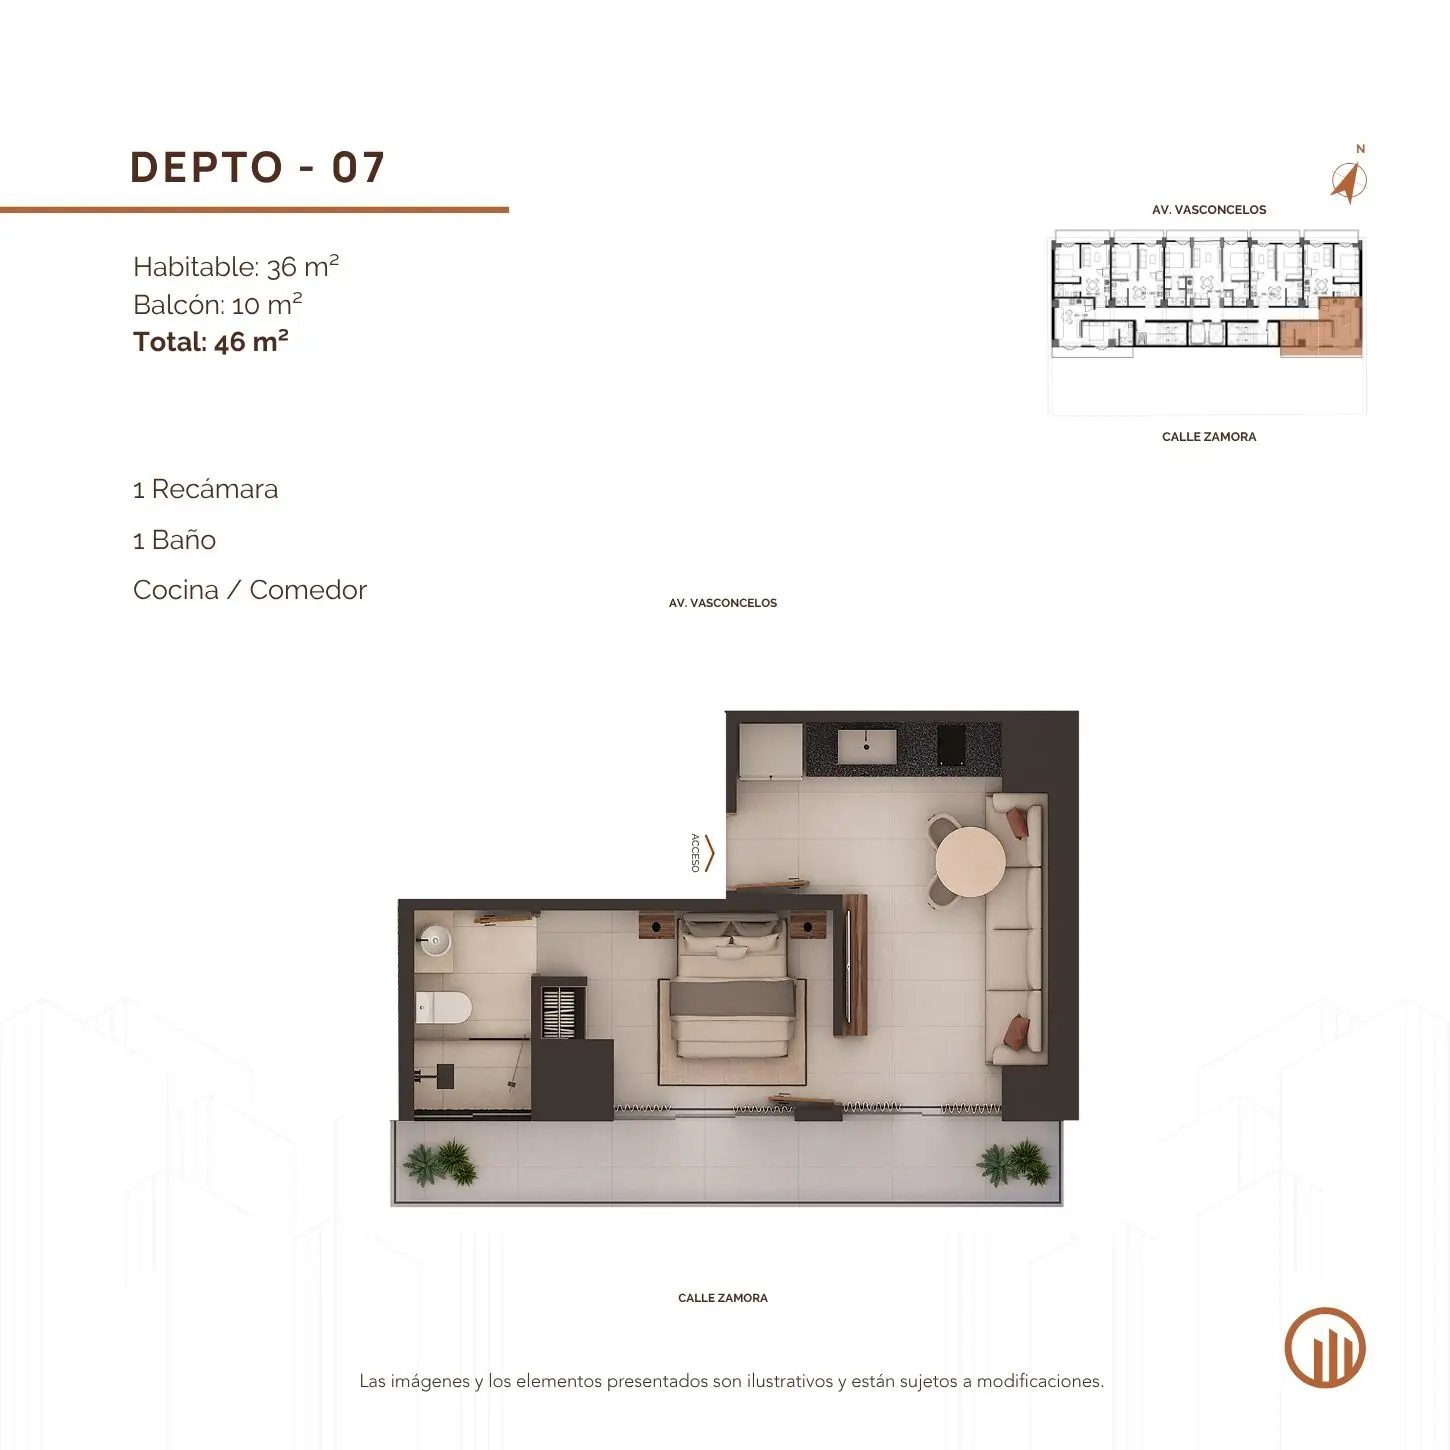 DEPTO - 07
Habitable: 36 m²
Balcón: 10 m²
Total: 46 m²
1 Recámara
1 Baño
Cocina / Comedor
N
AV. VASCONCELOS
CALLE ZAMORA
AV. VASCONCELOS
ACCESO
CALLE ZAMORA
Las imágenes y los elementos presentados son ilustrativos y están sujetos a modificaciones.